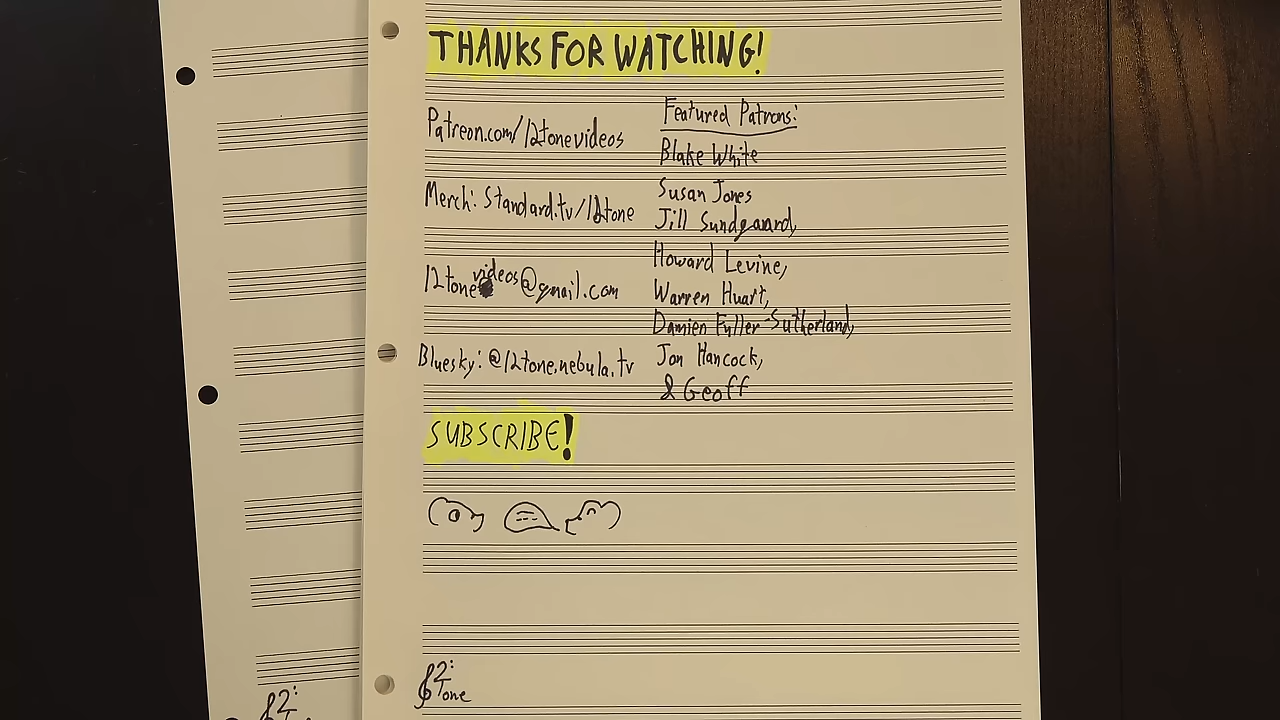 THANKS FOR WATCHING!
Patreon.com/12tonevideos
Merch: Standard.tv/12tone
12tonevideos@gmail.com
Bluesky: @12tone.nebula.tv
Featured Patrons:
Blake White
Susan Jones
Jill Sundgaard,
Howard Levine,
Warren Huart,
Damien Fuller-Sutherland,
Jon Hancock,
& Geoff
SUBSCRIBE!
12tone